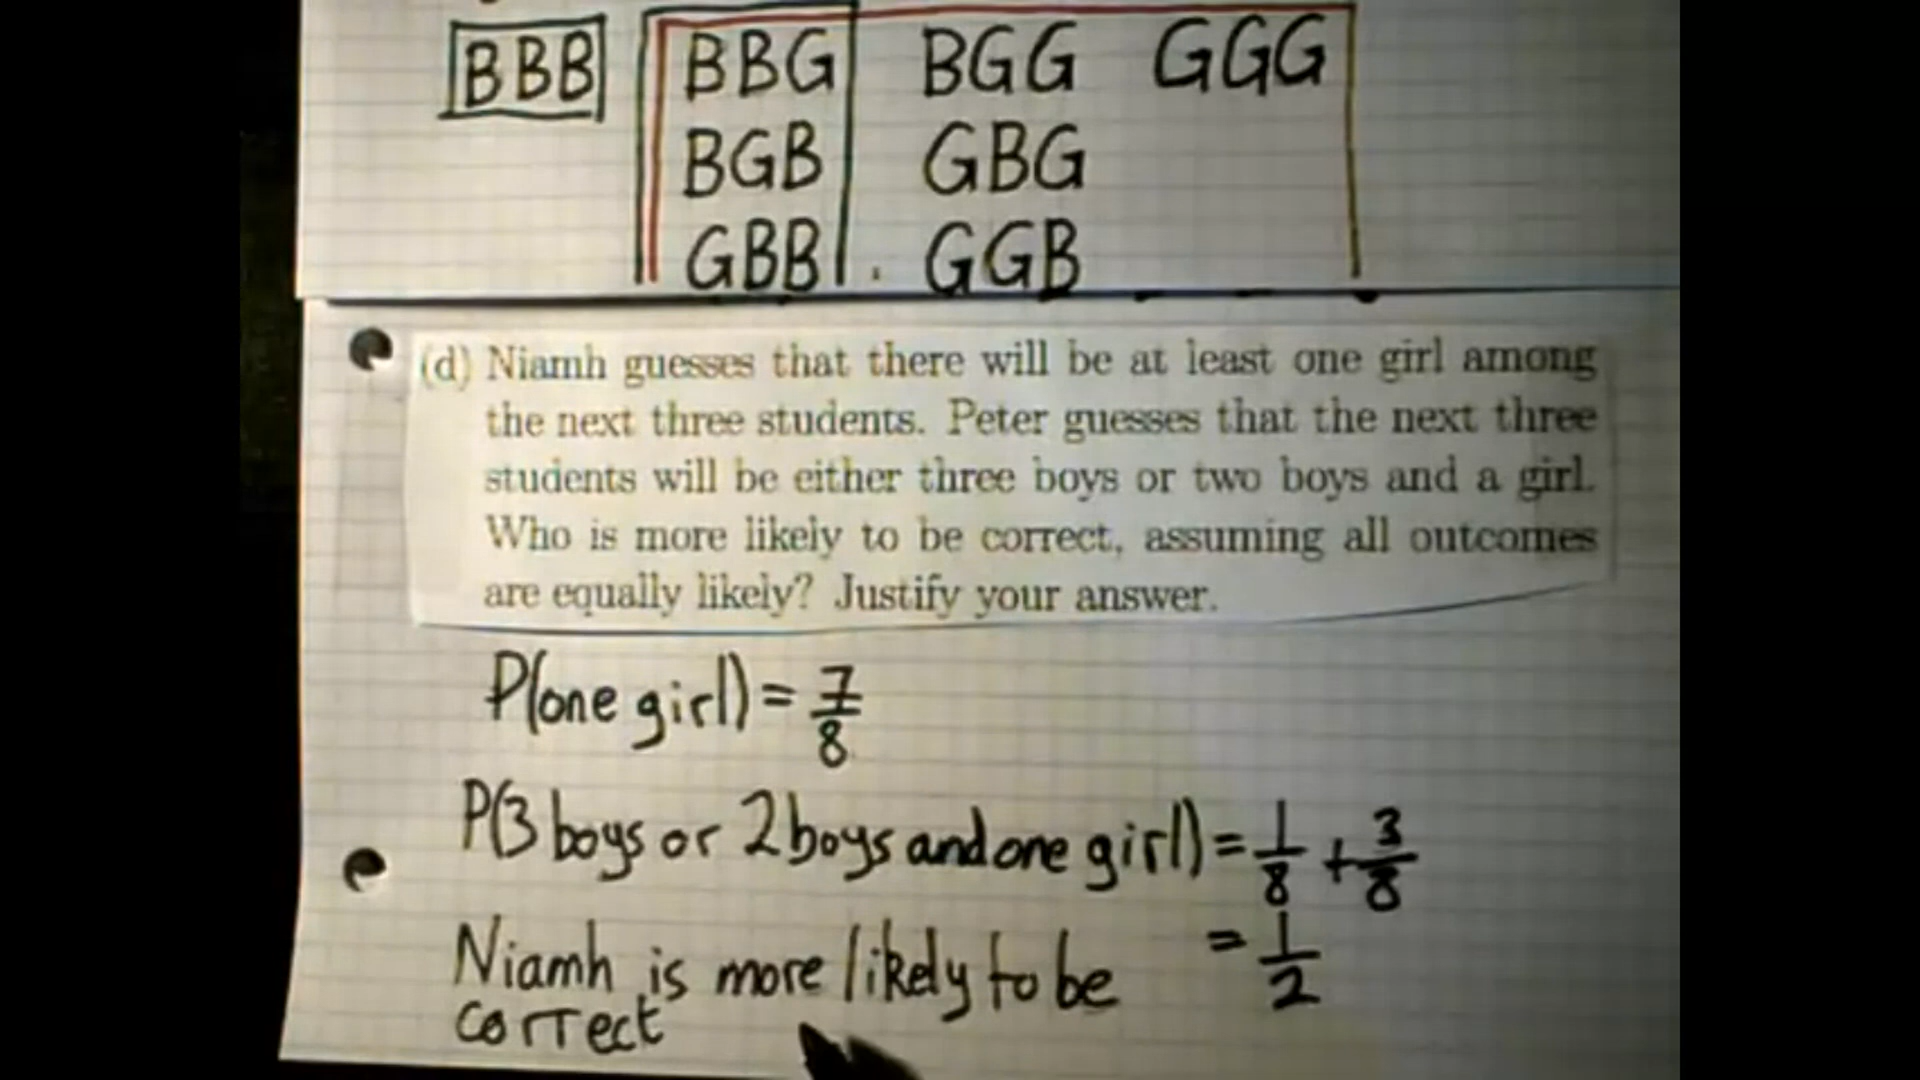 BBB BBG BGG GGG
BGB GBG
GBB GGB
(d) Niamh guesses that there will be at least one girl among
the next three students. Peter guesses that the next three
students will be either three boys or two boys and a girl.
Who is more likely to be correct, assuming all outcomes
are equally likely? Justify your answer.
P(one girl) = 7/8
P(3 boys or 2 boys and one girl) = 1/8 + 3/8
= 1/2
Niamh is more likely to be
correct